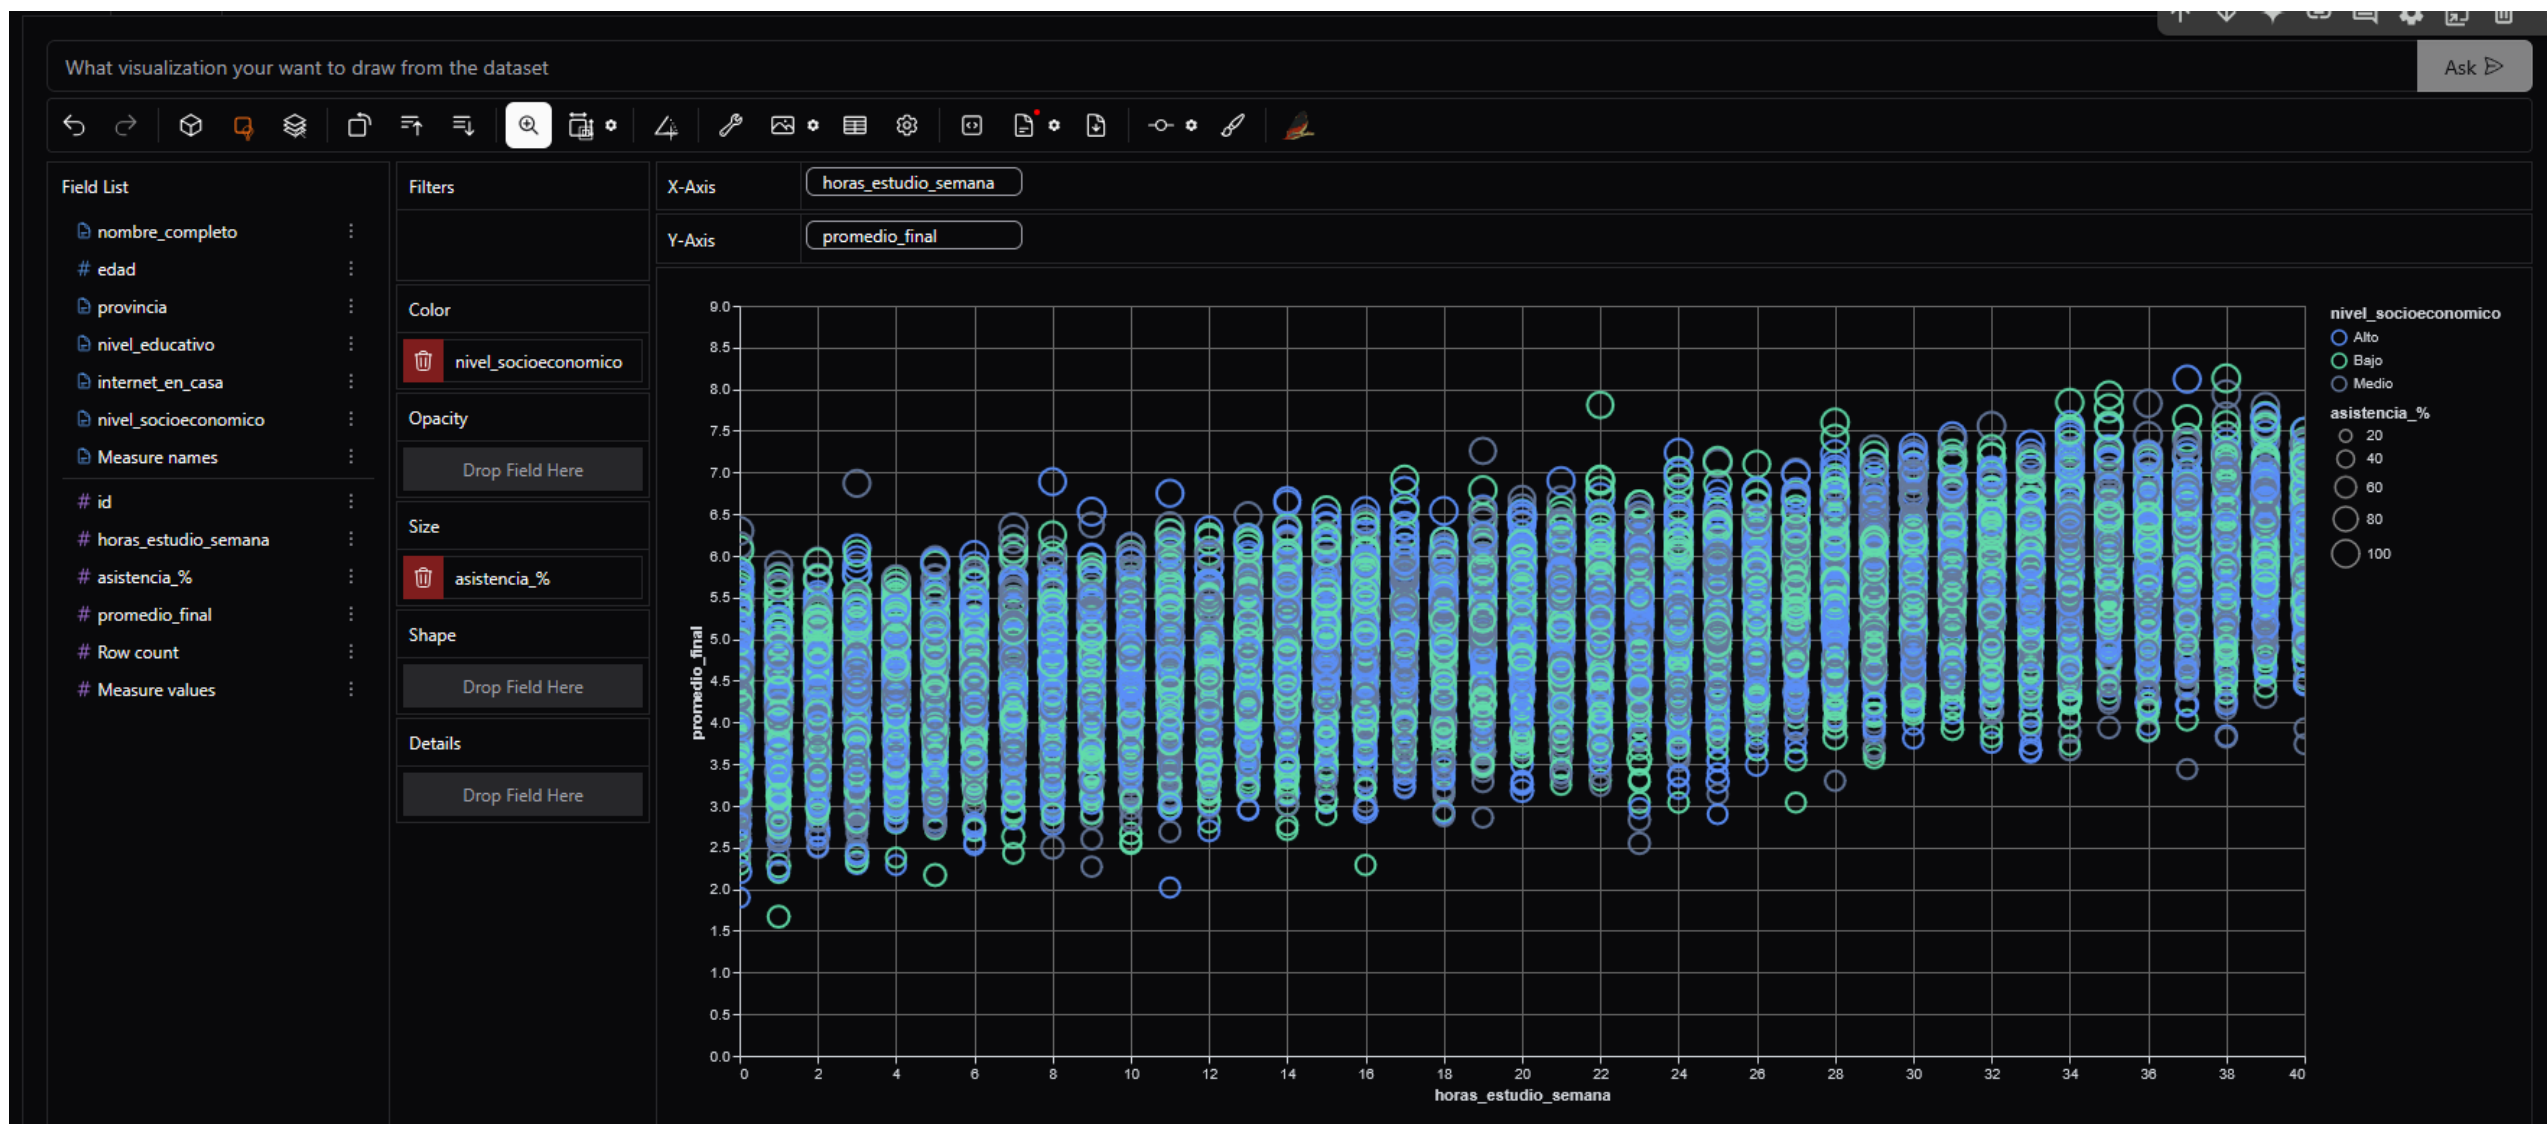 What visualization your want to draw from the dataset
Ask
Field List
nombre_completo
edad
provincia
nivel_educativo
internet_en_casa
nivel_socioeconomico
Measure names
id
horas_estudio_semana
asistencia_%
promedio_final
Row count
Measure values
Filters
Color
nivel_socioeconomico
Opacity
Drop Field Here
Size
asistencia_%
Shape
Drop Field Here
Details
Drop Field Here
X-Axis
horas_estudio_semana
Y-Axis
promedio_final
promedio_final
9.0
8.5
8.0
7.5
7.0
6.5
6.0
5.5
5.0
4.5
4.0
3.5
3.0
2.5
2.0
1.5
1.0
0.5
0.0
0 2 4 6 8 10 12 14 16 18 20 22 24 26 28 30 32 34 36 38 40
horas_estudio_semana
nivel_socioeconomico
Alto
Bajo
Medio
asistencia_%
20
40
60
80
100